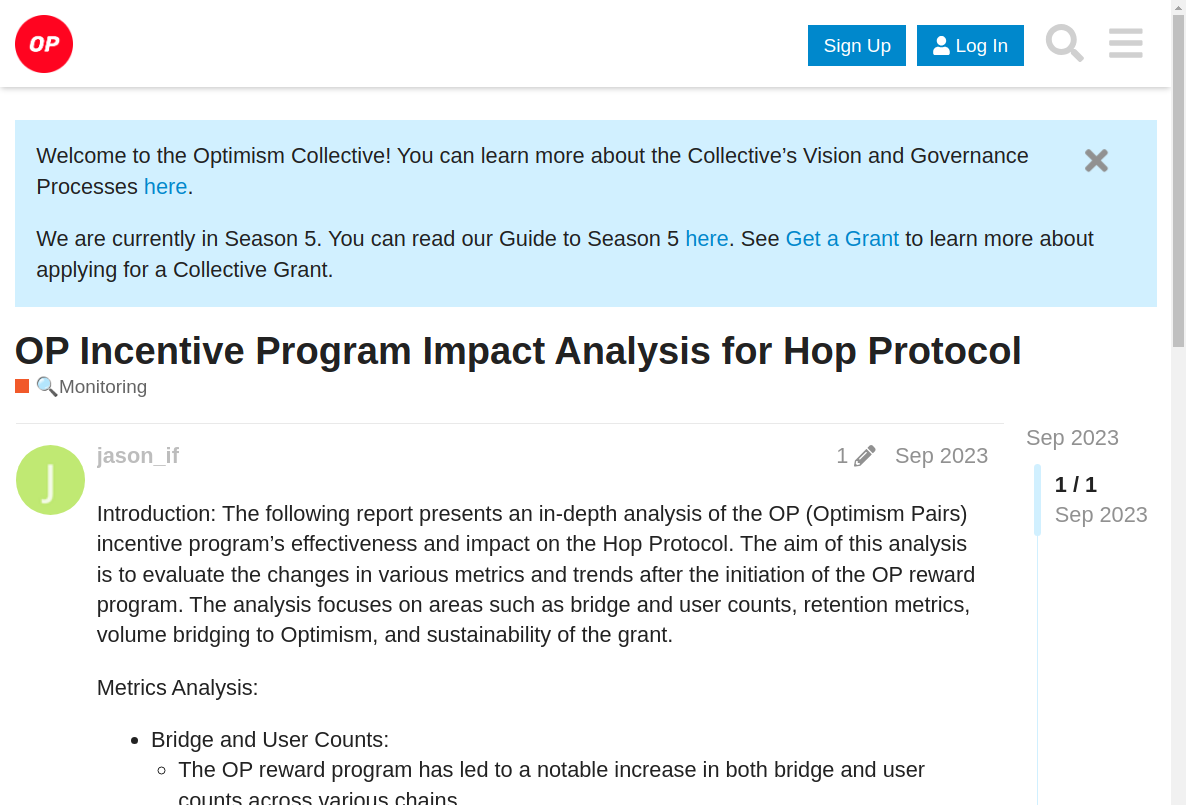 OP
Sign Up
Log In
Welcome to the Optimism Collective! You can learn more about the Collective’s Vision and Governance
Processes here.
We are currently in Season 5. You can read our Guide to Season 5 here. See Get a Grant to learn more about
applying for a Collective Grant.
OP Incentive Program Impact Analysis for Hop Protocol
🔍Monitoring
J
jason_if
1
Sep 2023
Sep 2023
1 / 1
Sep 2023
Introduction: The following report presents an in-depth analysis of the OP (Optimism Pairs)
incentive program’s effectiveness and impact on the Hop Protocol. The aim of this analysis
is to evaluate the changes in various metrics and trends after the initiation of the OP reward
program. The analysis focuses on areas such as bridge and user counts, retention metrics,
volume bridging to Optimism, and sustainability of the grant.
Metrics Analysis:
• Bridge and User Counts:
◦ The OP reward program has led to a notable increase in both bridge and user
counts across various chains.